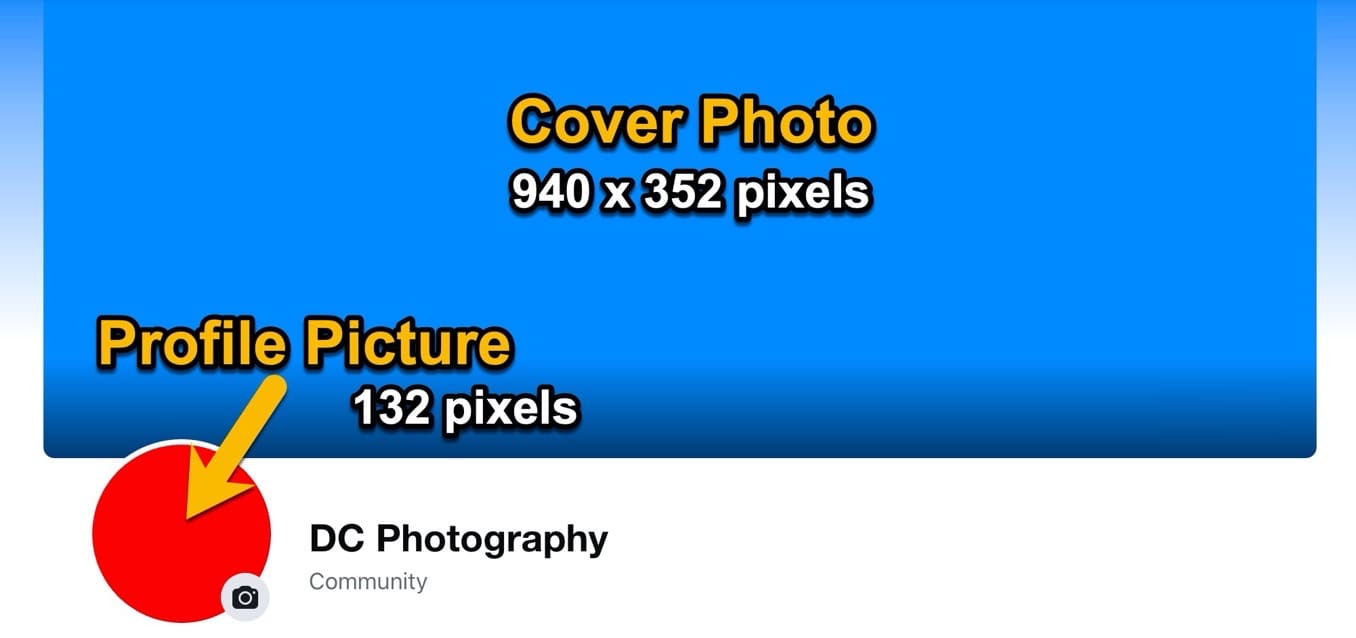 Cover Photo
940 x 352 pixels
Profile Picture
132 pixels
DC Photography
Community